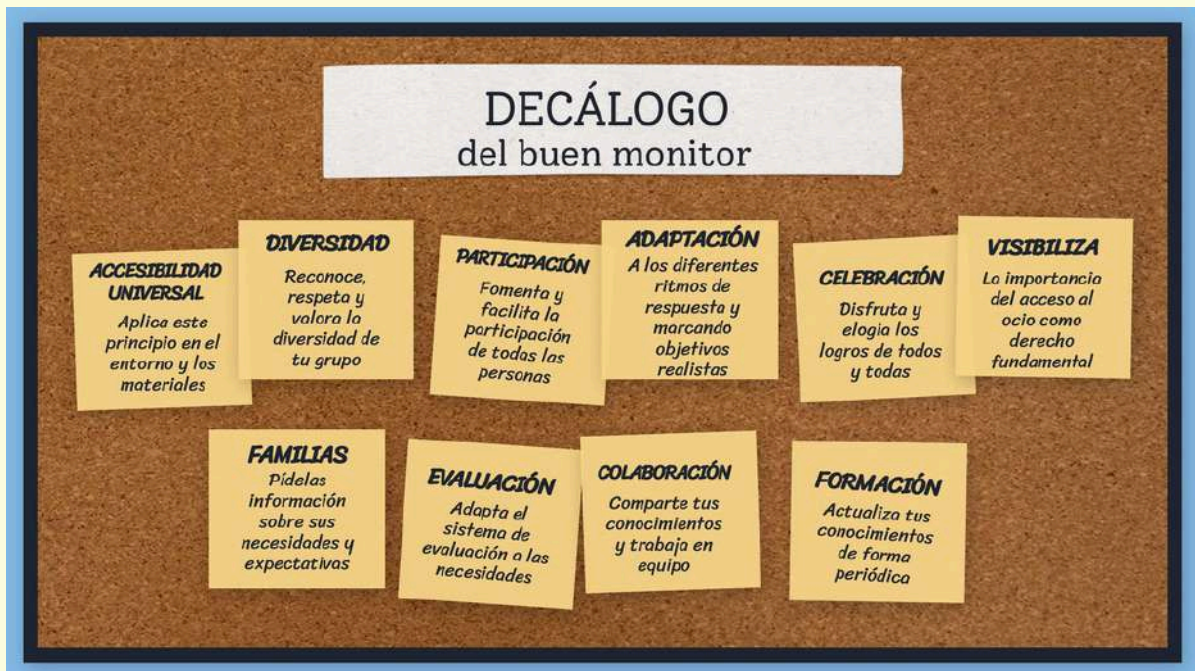 DECÁLOGO
del buen monitor
ACCESIBILIDAD
UNIVERSAL
Aplica este
principio en el
entorno y los
materiales
DIVERSIDAD
Reconoce,
respeta y
valora la
diversidad de
tu grupo
PARTICIPACIÓN
Fomenta y
facilita la
participación
de todas las
personas
ADAPTACIÓN
A los diferentes
ritmos de
respuesta y
marcando
objetivos
realistas
CELEBRACIÓN
Disfruta y
elogia los
logros de todos
y todas
VISIBILIZA
La importancia
del acceso al
ocio como
derecho
fundamental
FAMILIAS
Pídelas
información
sobre sus
necesidades y
expectativas
EVALUACIÓN
Adapta el
sistema de
evaluación a las
necesidades
COLABORACIÓN
Comparte tus
conocimientos
y trabaja en
equipo
FORMACIÓN
Actualiza tus
conocimientos
de forma
periódica